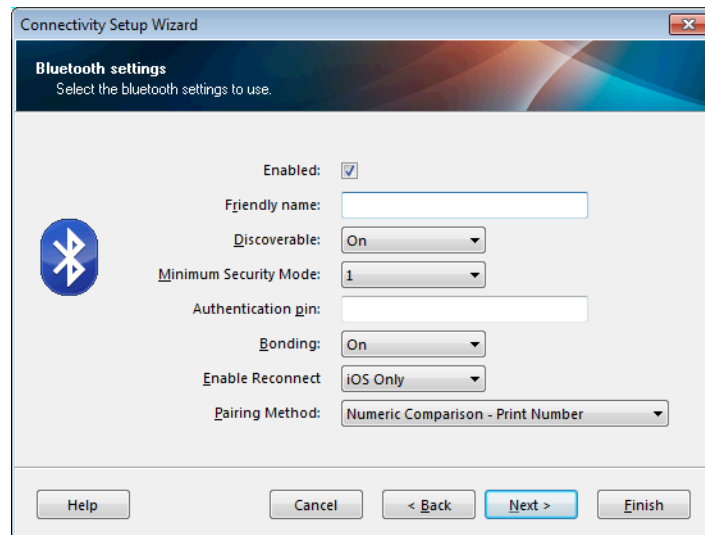 Connectivity Setup Wizard
Bluetooth settings
Select the bluetooth settings to use.
Enabled:
Friendly name:
Discoverable: On
Minimum Security Mode: 1
Authentication pin:
Bonding: On
Enable Reconnect iOS Only
Pairing Method: Numeric Comparison - Print Number
Help Cancel < Back Next > Finish